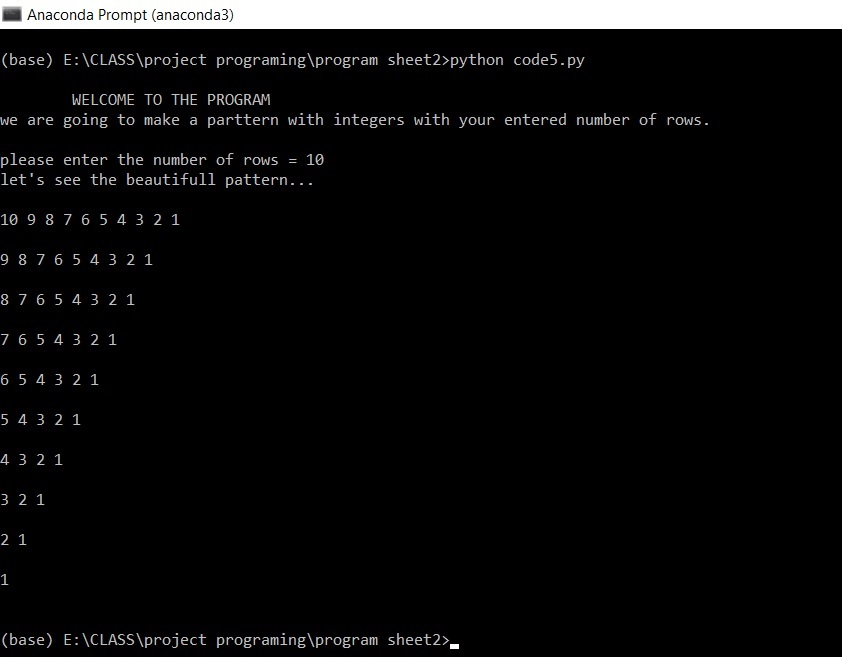 Anaconda Prompt (anaconda3)
(base) E:\CLASS\project programing\program sheet2>python code5.py
WELCOME TO THE PROGRAM
we are going to make a parttern with integers with your entered number of rows.
please enter the number of rows = 10
let's see the beautifull pattern...
10 9 8 7 6 5 4 3 2 1
9 8 7 6 5 4 3 2 1
8 7 6 5 4 3 2 1
7 6 5 4 3 2 1
6 5 4 3 2 1
5 4 3 2 1
4 3 2 1
3 2 1
2 1
1
(base) E:\CLASS\project programing\program sheet2>